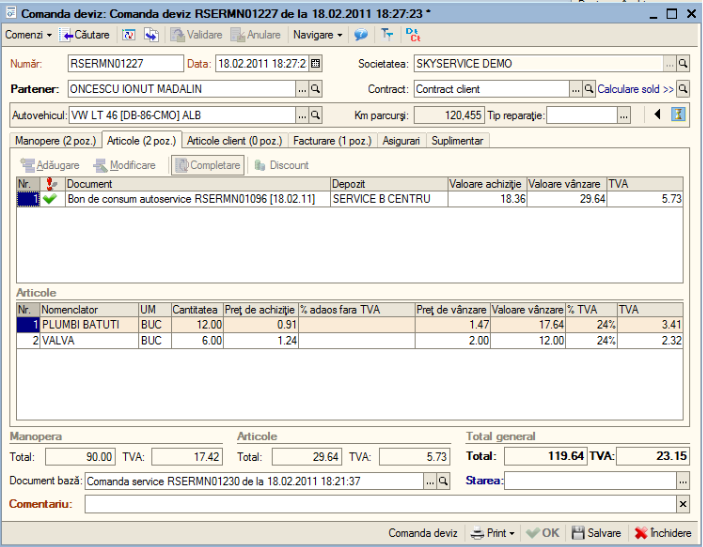 Comanda deviz: Comanda deviz RSERMN01227 de la 18.02.2011 18:27:23 *
Comenzi Căutare Validare Anulare Navigare
Număr: RSERMN01227 Data: 18.02.2011 18:27:2 Societatea: SKYSERVICE DEMO
Partener: ONCESCU IONUT MADALIN Contract: Contract client Calculare sold >>
Autovehicul: VW LT 46 [DB-86-CMO] ALB Km parcurşi: 120,455 Tip reparaţie:
Manopere (2 poz.) Articole (2 poz.) Articole client (0 poz.) Facturare (1 poz.) Asigurari Suplimentar
Adăugare Modificare Completare Discount
Nr. Document Depozit Valoare achiziţie Valoare vânzare TVA
1 Bon de consum autoservice RSERMN01096 [18.02.11] SERVICE B CENTRU 18.36 29.64 5.73
Articole
Nr. Nomenclator UM Cantitatea Preţ de achiziţie % adaos fara TVA Preţ de vânzare Valoare vânzare % TVA TVA
1 PLUMBI BATUTI BUC 12.00 0.91 1.47 17.64 24% 3.41
2 VALVA BUC 6.00 1.24 2.00 12.00 24% 2.32
Manopera Articole Total general
Total: 90.00 TVA: 17.42 Total: 29.64 TVA: 5.73 Total: 119.64 TVA: 23.15
Document bază: Comanda service RSERMN01230 de la 18.02.2011 18:21:37 Starea:
Comentariu:
Comanda deviz Print OK Salvare Închidere